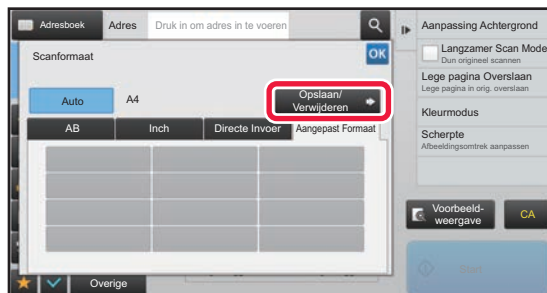 Adresboek
Adres
Druk in om adres in te voeren
Scanformaat
OK
Auto
A4
Opslaan/
Verwijderen
AB
Inch
Directe Invoer
Aangepast Formaat
Overige
Aanpassing Achtergrond
Langzamer Scan Mode
Dun origineel scannen
Lege pagina Overslaan
Lege pagina in orig. overslaan
Kleurmodus
Scherpte
Afbeeldingsomtrek aanpassen
Voorbeeld-
weergave
CA
Start